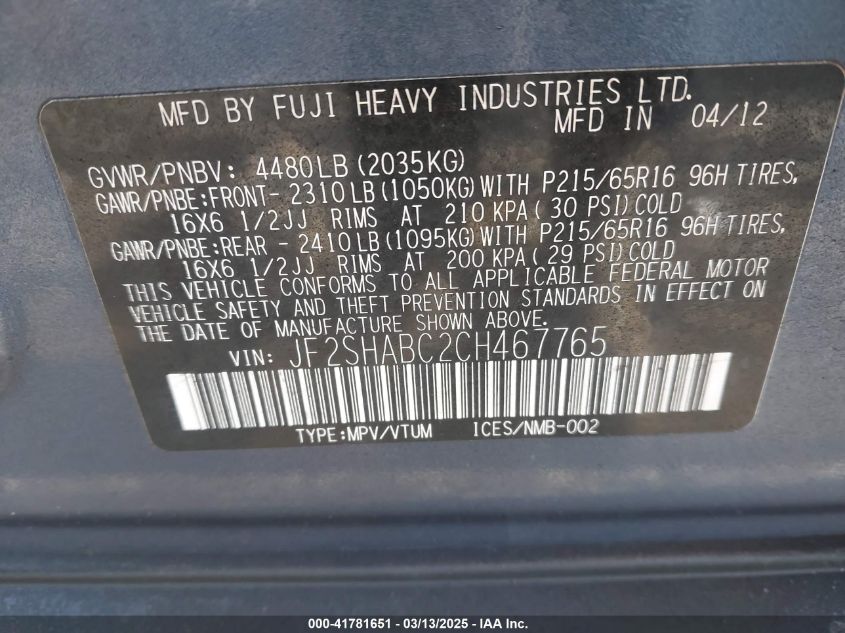 MFD BY FUJI HEAVY INDUSTRIES LTD.
MFD IN 04/12
GVWR/PNBV: 4480LB(2035KG)
GAWR/PNBE:FRONT- 2310LB(1050KG)WITH P215/65R16 96H TIRES,
16X6 1/2JJ RIMS AT 210 KPA( 30 PSI)COLD
GAWR/PNBE:REAR - 2410LB(1095KG)WITH P215/65R16 96H TIRES,
16X6 1/2JJ RIMS AT 200 KPA( 29 PSI)COLD
THIS VEHICLE CONFORMS TO ALL APPLICABLE FEDERAL MOTOR
VEHICLE SAFETY AND THEFT PREVENTION STANDARDS IN EFFECT ON
THE DATE OF MANUFACTURE SHOWN ABOVE.
VIN: JF2SHABC2CH467765
TYPE:MPV/VTUM ICES/NMB-002
000-41781651 - 03/13/2025 - IAA Inc.